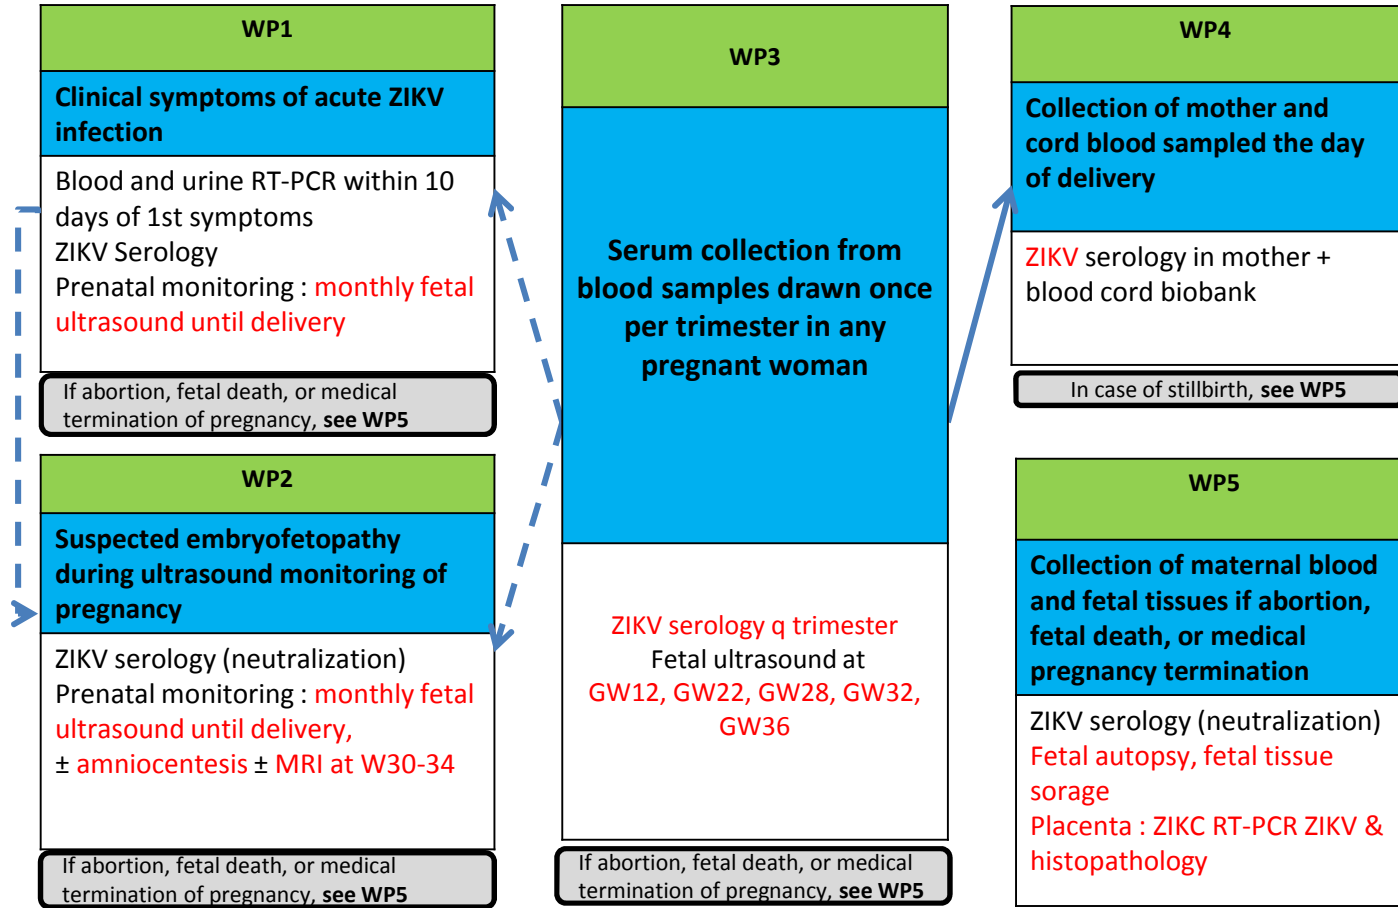 WP1
Clinical symptoms of acute ZIKV
infection
Blood and urine RT-PCR within 10
days of 1st symptoms
ZIKV Serology
Prenatal monitoring : monthly fetal
ultrasound until delivery
If abortion, fetal death, or medical
termination of pregnancy, see WP5
WP2
Suspected embryofetopathy
during ultrasound monitoring of
pregnancy
ZIKV serology (neutralization)
Prenatal monitoring : monthly fetal
ultrasound until delivery,
± amniocentesis ± MRI at W30-34
If abortion, fetal death, or medical
termination of pregnancy, see WP5
WP3
Serum collection from
blood samples drawn once
per trimester in any
pregnant woman
ZIKV serology q trimester
Fetal ultrasound at
GW12, GW22, GW28, GW32,
GW36
If abortion, fetal death, or medical
termination of pregnancy, see WP5
WP4
Collection of mother and
cord blood sampled the day
of delivery
ZIKV serology in mother +
blood cord biobank
In case of stillbirth, see WP5
WP5
Collection of maternal blood
and fetal tissues if abortion,
fetal death, or medical
pregnancy termination
ZIKV serology (neutralization)
Fetal autopsy, fetal tissue
sorage
Placenta : ZIKC RT-PCR ZIKV &
histopathology